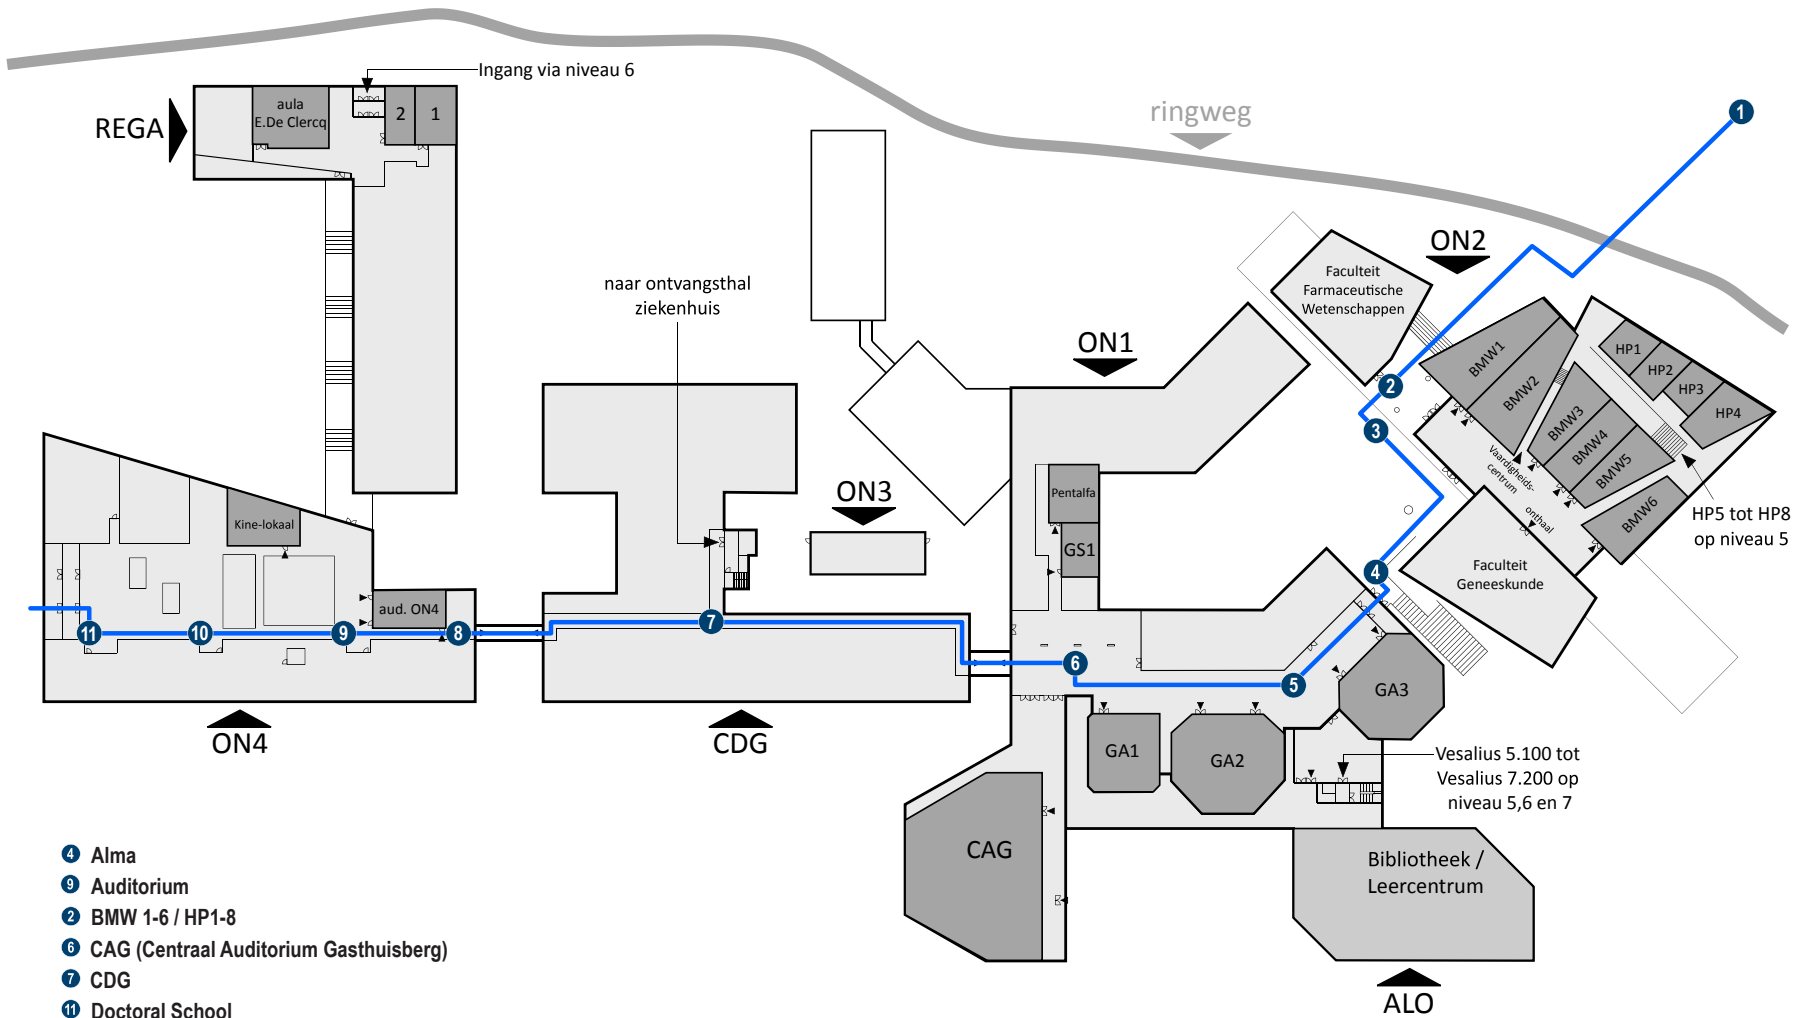 Ingang via niveau 6
aula
E.De Clercq
2
1
REGA
ringweg
1
ON2
Faculteit
Farmaceutische
Wetenschappen
naar ontvangsthal
ziekenhuis
ON1
BMW1
BMW2
BMW3
BMW4
BMW5
BMW6
HP1
HP2
HP3
HP4
2
3
Vaardigheids-
centrum
onthaal
HP5 tot HP8
op niveau 5
ON3
Pentalfa
GS1
Kine-lokaal
Faculteit
Geneeskunde
4
aud. ON4
11
10
9
8
7
6
5
GA3
GA1
GA2
ON4
CDG
Vesalius 5.100 tot
Vesalius 7.200 op
niveau 5,6 en 7
CAG
Bibliotheek /
Leercentrum
ALO
4 Alma
9 Auditorium
2 BMW 1-6 / HP1-8
6 CAG (Centraal Auditorium Gasthuisberg)
7 CDG
11 Doctoral School